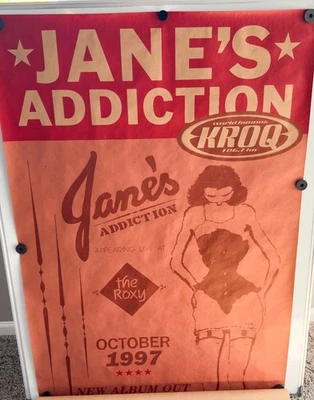 JANE'S
ADDICTION
world famous
KROQ
106.7 fm
Jane's
ADDICTION
APPEARING LIVE AT
the
Roxy
OCTOBER
1997
NEW ALBUM OUT